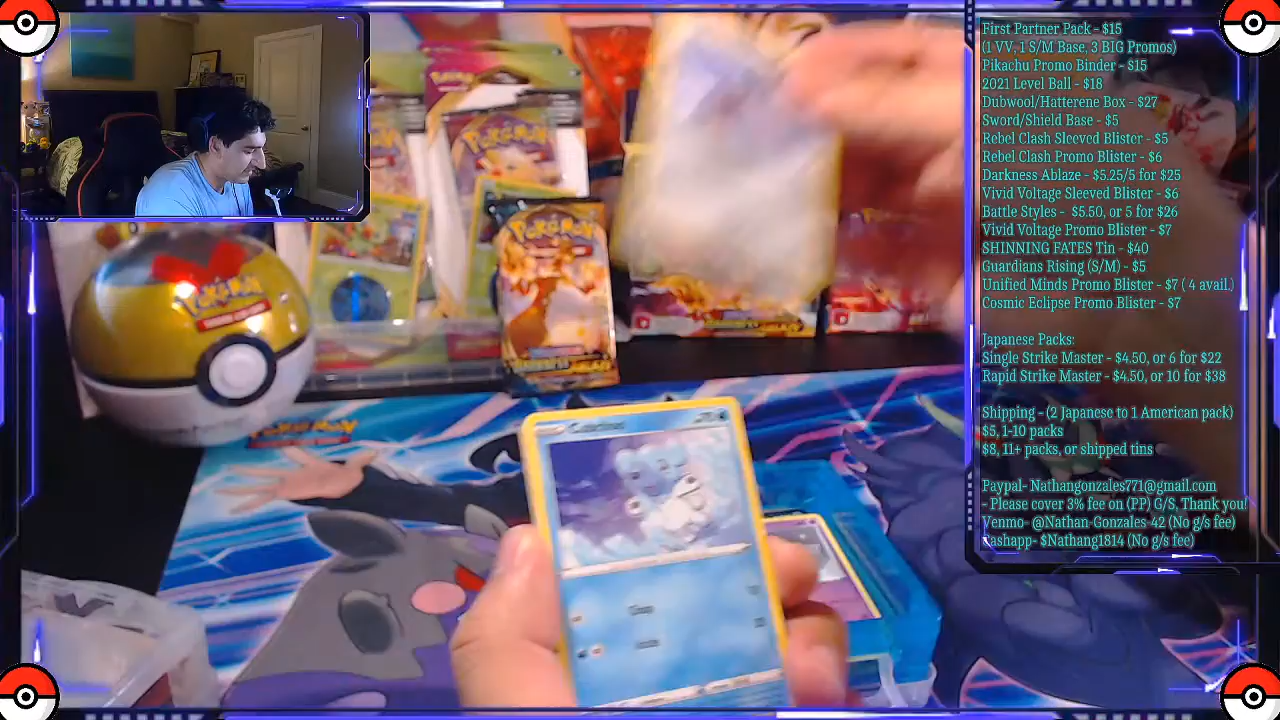 First Partner Pack - $15
(1 VV, 1 S/M Base, 3 BIG Promos)
Pikachu Promo Binder - $15
2021 Level Ball - $18
Dubwool/Hatterene Box - $27
Sword/Shield Base - $5
Rebel Clash Sleeved Blister - $5
Rebel Clash Promo Blister - $6
Darkness Ablaze - $5.25/5 for $25
Vivid Voltage Sleeved Blister - $6
Battle Styles - $5.50, or 5 for $26
Vivid Voltage Promo Blister - $7
SHINNING FATES Tin - $40
Guardians Rising (S/M) - $5
Unified Minds Promo Blister - $7 ( 4 avail.)
Cosmic Eclipse Promo Blister - $7
Japanese Packs:
Single Strike Master - $4.50, or 6 for $22
Rapid Strike Master - $4.50, or 10 for $38
Shipping - (2 Japanese to 1 American pack)
$5, 1-10 packs
$8, 11+ packs, or shipped tins
Paypal- Nathangonzales771@gmail.com
- Please cover 3% fee on (PP) G/S, Thank you!
Venmo- @Nathan-Gonzales-42 (No g/s fee)
Cashapp- $Nathang1814 (No g/s fee)
Pokémon
Pokémon
Pokémon
POKÉMON